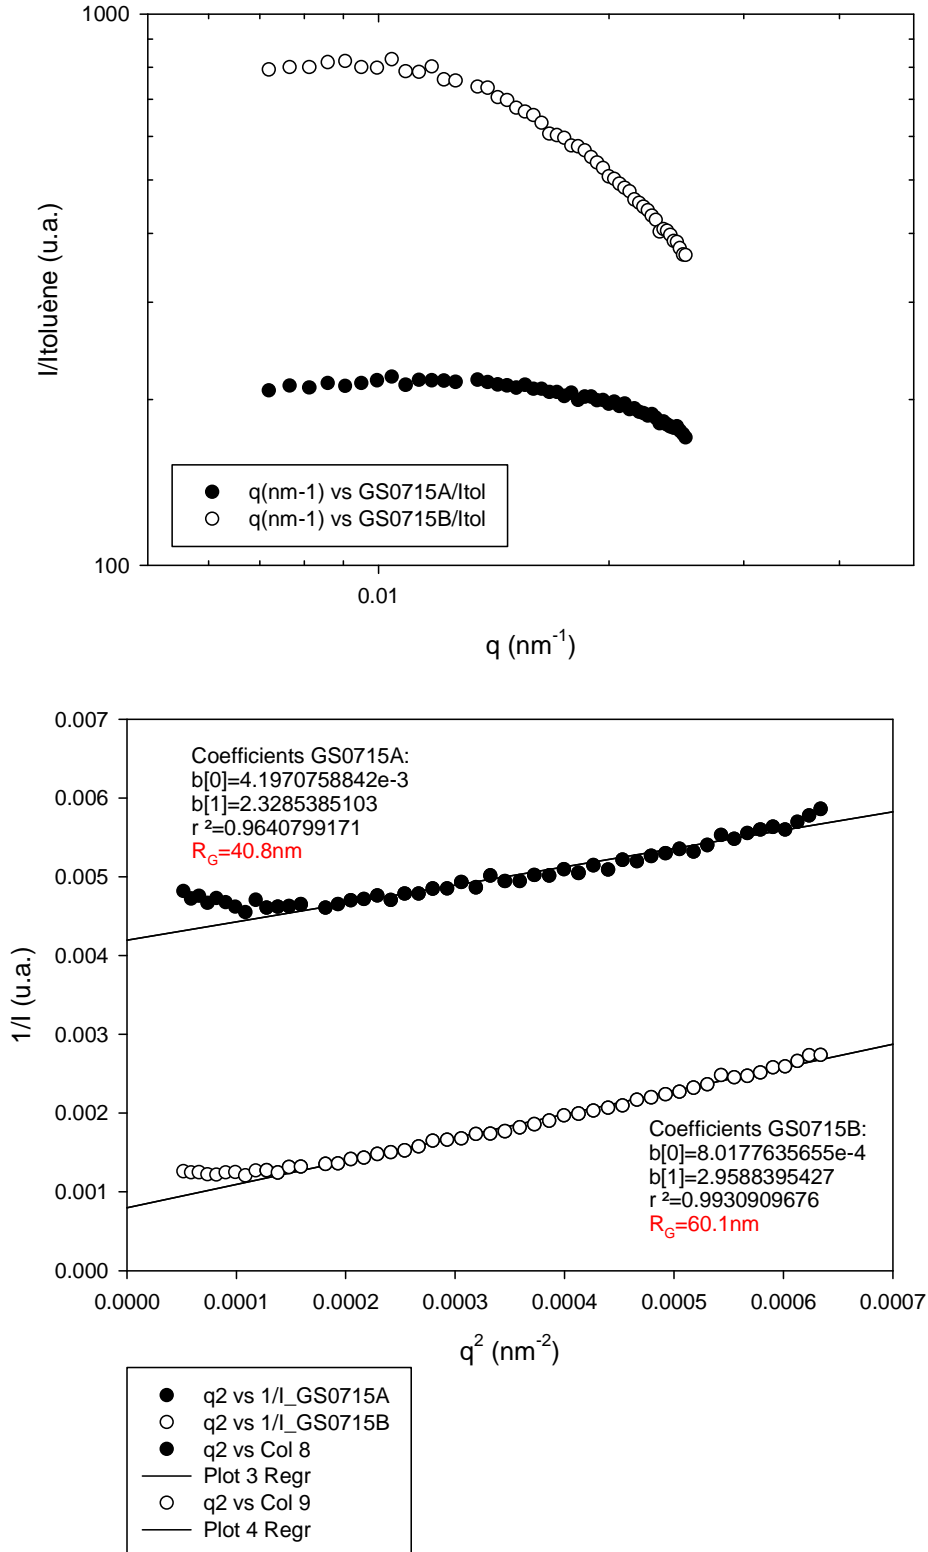 1000
I/Itoluène (u.a.)
q(nm-1) vs GS0715A/Itol
q(nm-1) vs GS0715B/Itol
100
0.01
q (nm⁻¹)
0.007
Coefficients GS0715A:
b[0]=4.1970758842e-3
b[1]=2.3285385103
r ²=0.9640799171
R_G=40.8nm
0.006
0.005
0.004
1/I (u.a.)
0.003
0.002
Coefficients GS0715B:
b[0]=8.0177635655e-4
b[1]=2.9588395427
r ²=0.9930909676
R_G=60.1nm
0.001
0.000
0.0000 0.0001 0.0002 0.0003 0.0004 0.0005 0.0006 0.0007
q² (nm⁻²)
q2 vs 1/I_GS0715A
q2 vs 1/I_GS0715B
q2 vs Col 8
Plot 3 Regr
q2 vs Col 9
Plot 4 Regr